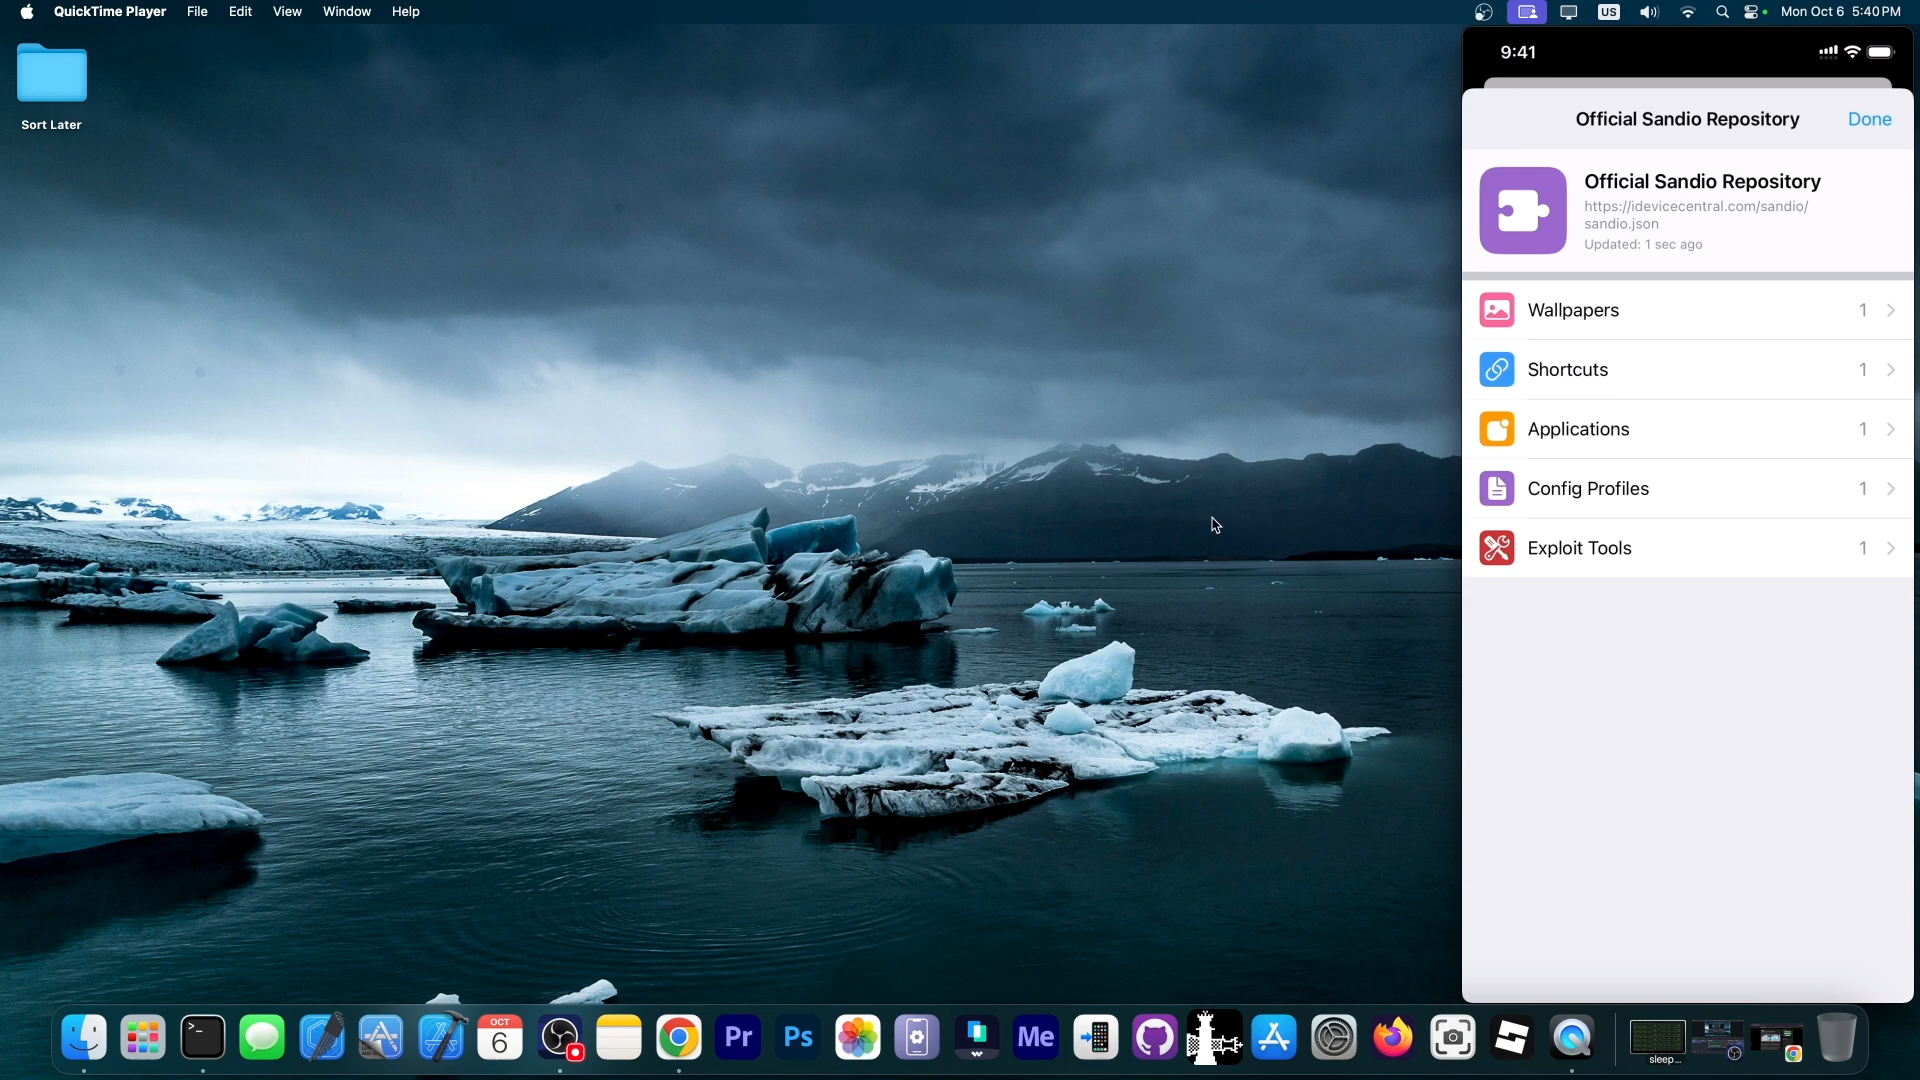 QuickTime Player File Edit View Window Help US Mon Oct 6 5:40 PM
Sort Later
9:41
Official Sandio Repository Done
Official Sandio Repository
https://idevicecentral.com/sandio/
sandio.json
Updated: 1 sec ago
Wallpapers 1
Shortcuts 1
Applications 1
Config Profiles 1
Exploit Tools 1
>_ OCT 6 Pr Ps Me
sleep...